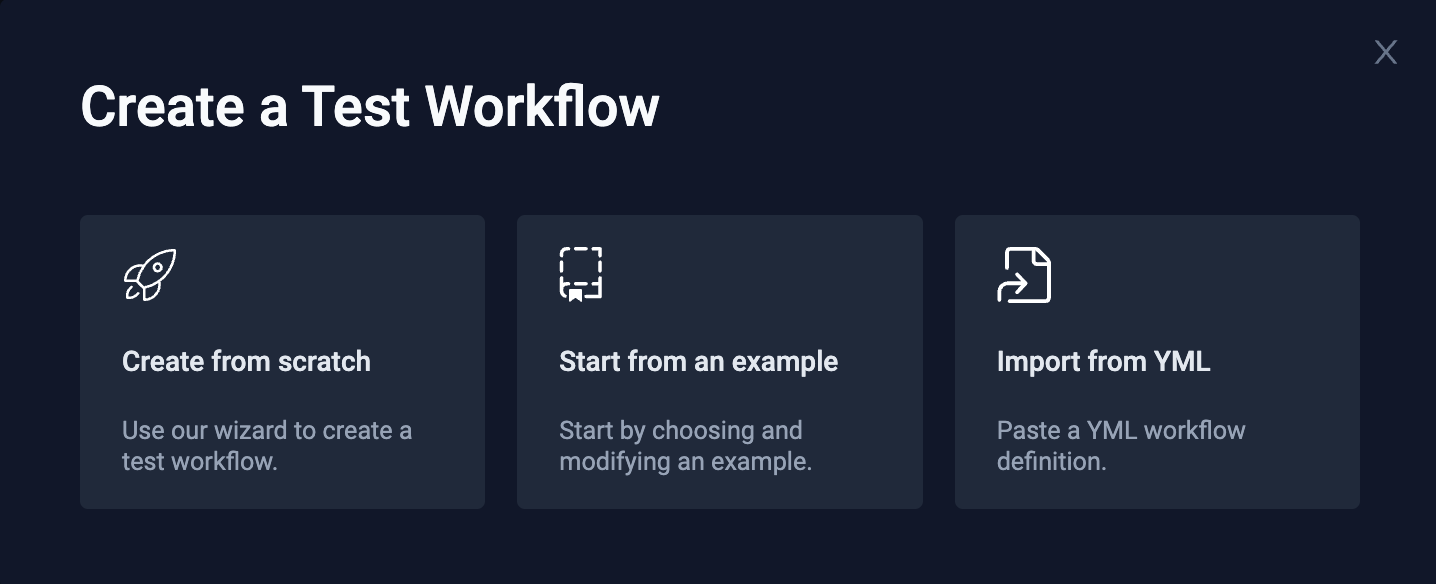 X
Create a Test Workflow
Create from scratch
Use our wizard to create a
test workflow.
Start from an example
Start by choosing and
modifying an example.
Import from YML
Paste a YML workflow
definition.